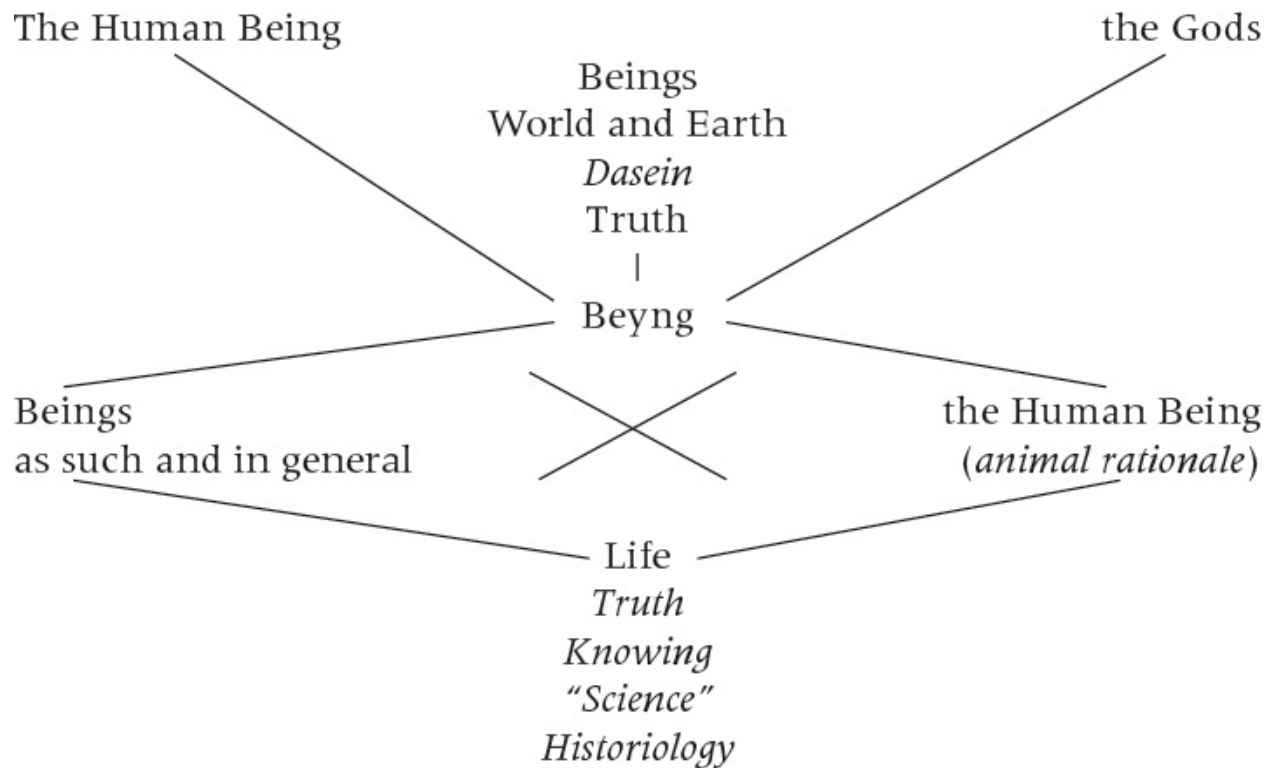 The Human Being
the Gods
Beings
World and Earth
Dasein
Truth
Beyng
Beings
as such and in general
the Human Being
(animal rationale)
Life
Truth
Knowing
“Science”
Historiology